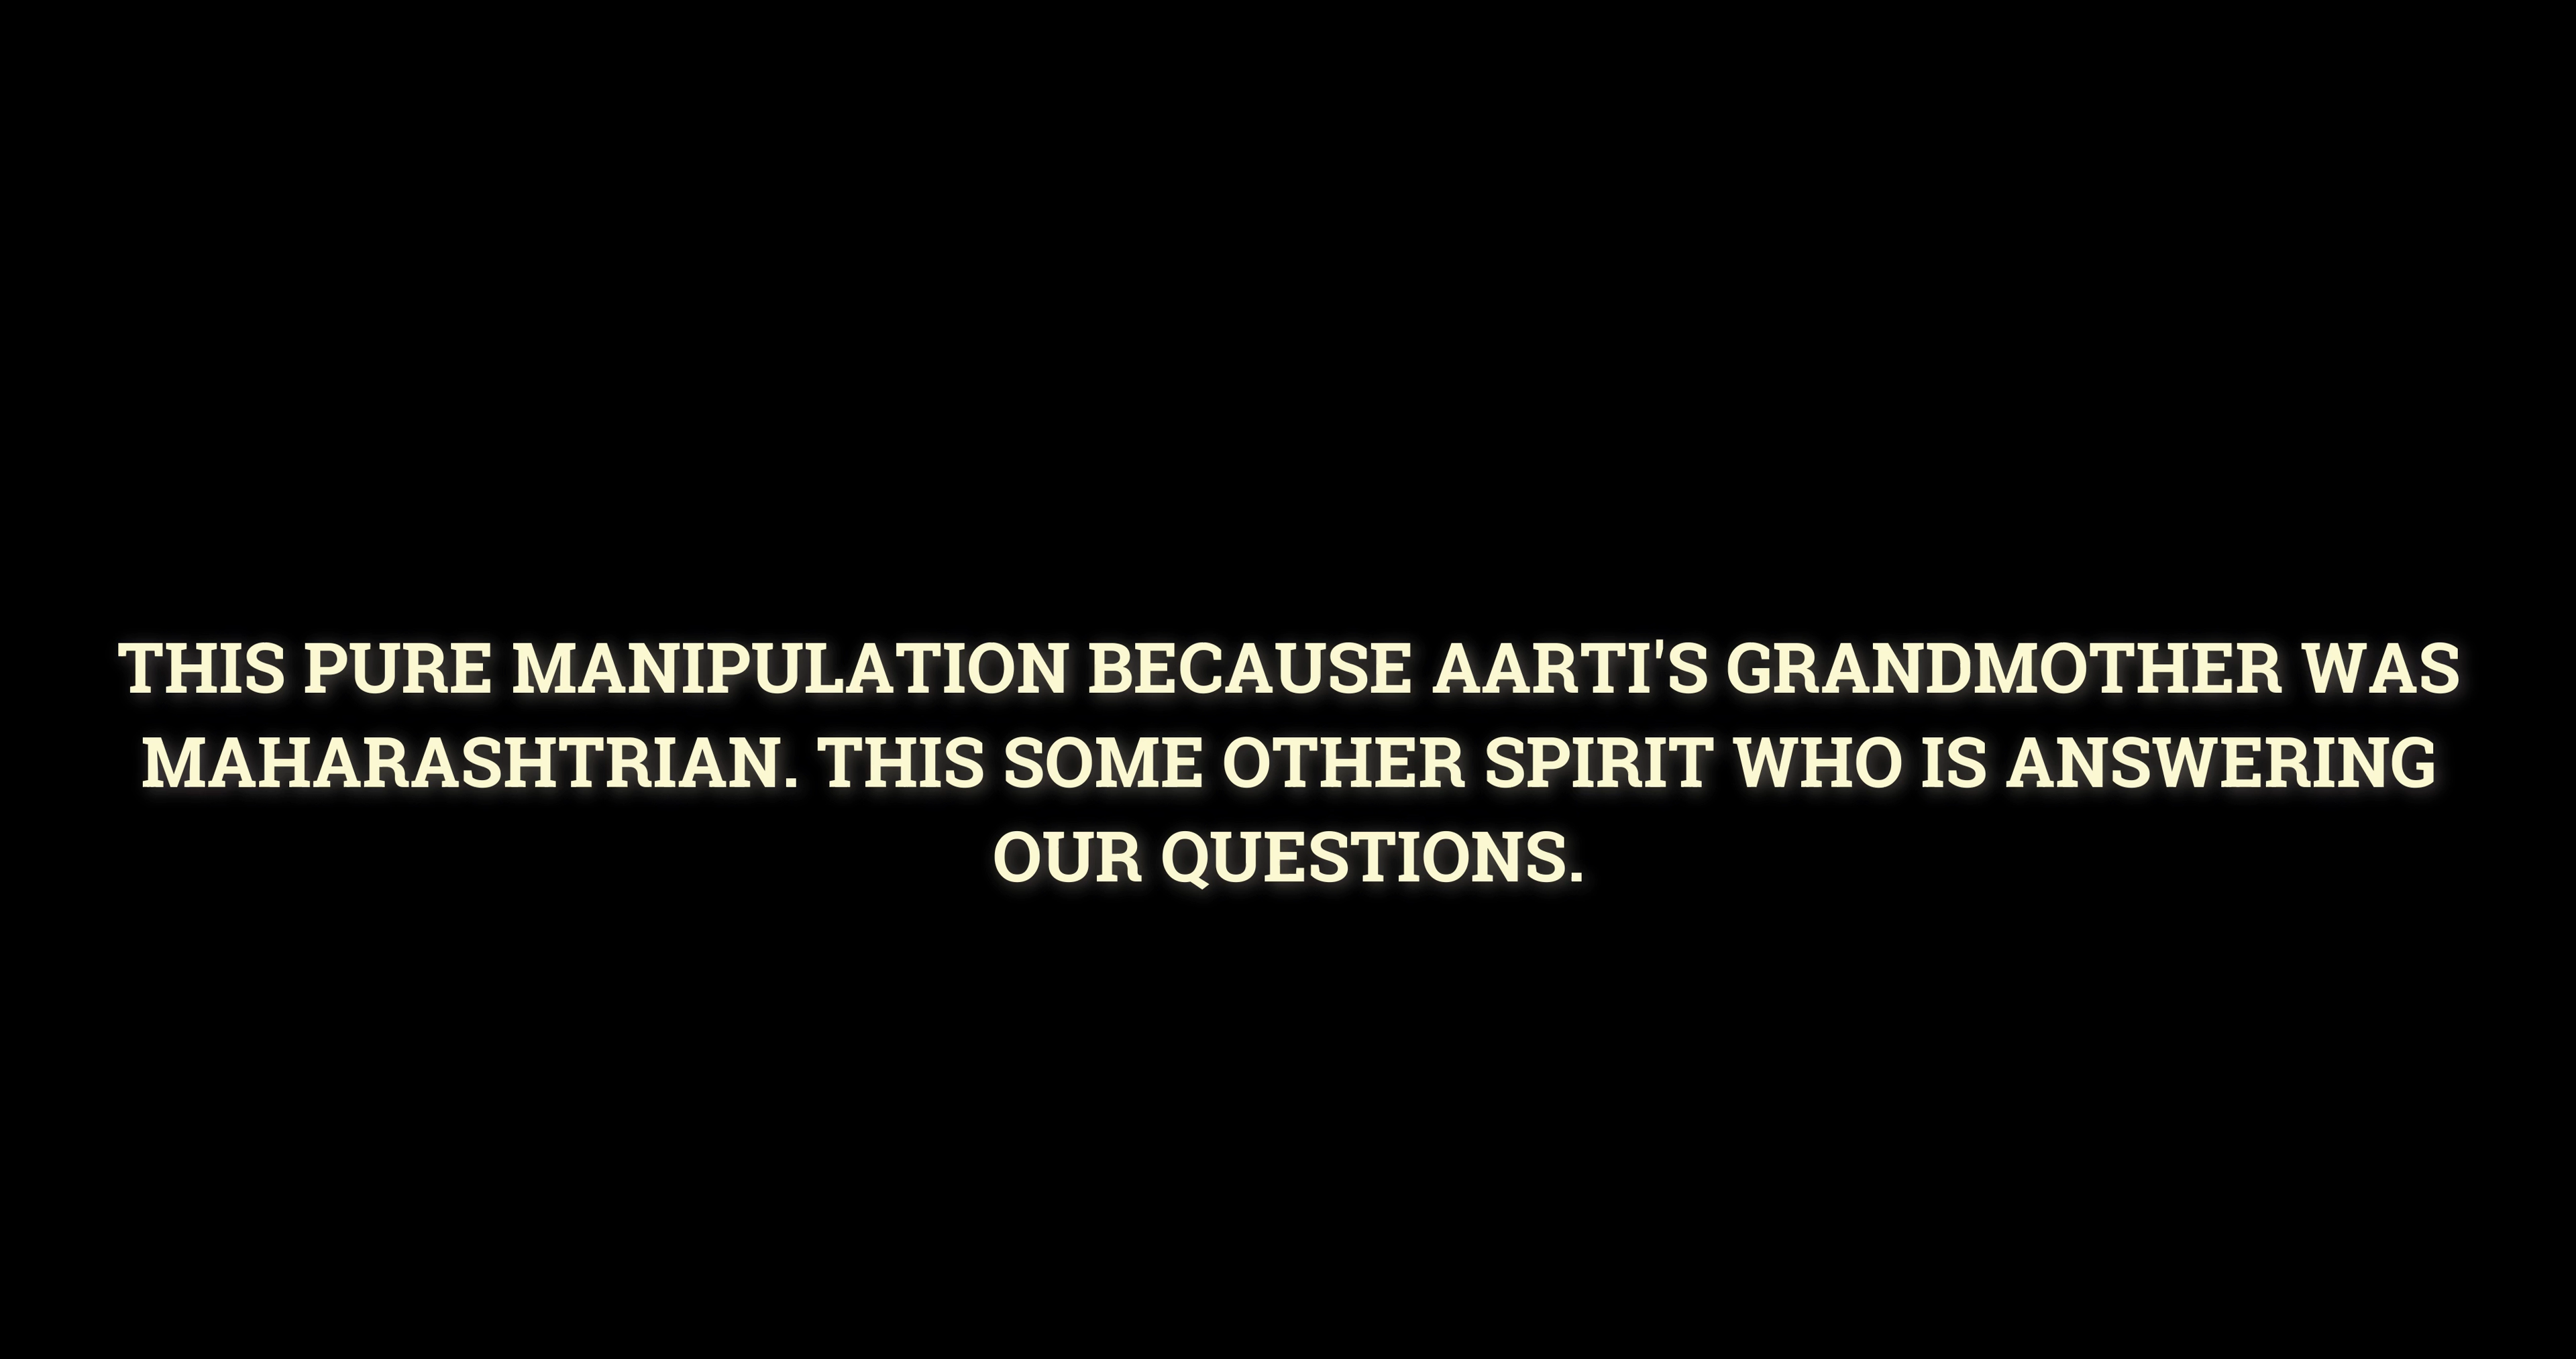 THIS PURE MANIPULATION BECAUSE AARTI'S GRANDMOTHER WAS
MAHARASHTRIAN. THIS SOME OTHER SPIRIT WHO IS ANSWERING
OUR QUESTIONS.